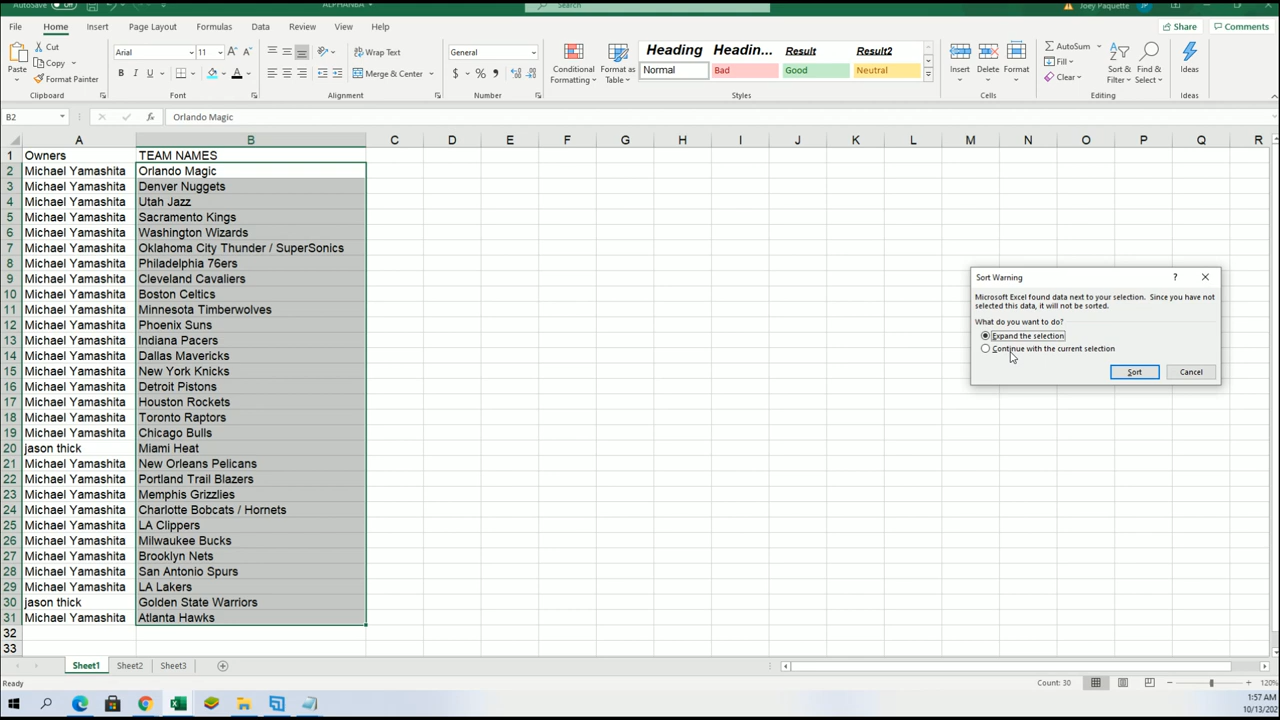 AutoSave Off ALPHANBA Search Joey Paquette JP
File Home Insert Page Layout Formulas Data Review View Help Share Comments
Paste Cut Copy Format Painter Clipboard
Arial 11 A A B I U A Font
Wrap Text Merge & Center Alignment
General $ % 9 Number
Conditional Formatting Format as Table
Heading Headin... Result Result2
Normal Bad Good Neutral
Styles
Insert Delete Format Cells
AutoSum Fill Clear Sort & Filter Find & Select Editing
Ideas Ideas
B2 fx Orlando Magic
A B C D E F G H I J K L M N O P Q R
1 Owners TEAM NAMES
2 Michael Yamashita Orlando Magic
3 Michael Yamashita Denver Nuggets
4 Michael Yamashita Utah Jazz
5 Michael Yamashita Sacramento Kings
6 Michael Yamashita Washington Wizards
7 Michael Yamashita Oklahoma City Thunder / SuperSonics
8 Michael Yamashita Philadelphia 76ers
9 Michael Yamashita Cleveland Cavaliers
10 Michael Yamashita Boston Celtics
11 Michael Yamashita Minnesota Timberwolves
12 Michael Yamashita Phoenix Suns
13 Michael Yamashita Indiana Pacers
14 Michael Yamashita Dallas Mavericks
15 Michael Yamashita New York Knicks
16 Michael Yamashita Detroit Pistons
17 Michael Yamashita Houston Rockets
18 Michael Yamashita Toronto Raptors
19 Michael Yamashita Chicago Bulls
20 jason thick Miami Heat
21 Michael Yamashita New Orleans Pelicans
22 Michael Yamashita Portland Trail Blazers
23 Michael Yamashita Memphis Grizzlies
24 Michael Yamashita Charlotte Bobcats / Hornets
25 Michael Yamashita LA Clippers
26 Michael Yamashita Milwaukee Bucks
27 Michael Yamashita Brooklyn Nets
28 Michael Yamashita San Antonio Spurs
29 Michael Yamashita LA Lakers
30 jason thick Golden State Warriors
31 Michael Yamashita Atlanta Hawks
32
33
Sort Warning ?
Microsoft Excel found data next to your selection. Since you have not
selected this data, it will not be sorted.
What do you want to do?
Expand the selection
Continue with the current selection
Sort Cancel
Sheet1 Sheet2 Sheet3
Ready Count: 30 120%
1:57 AM
10/13/202